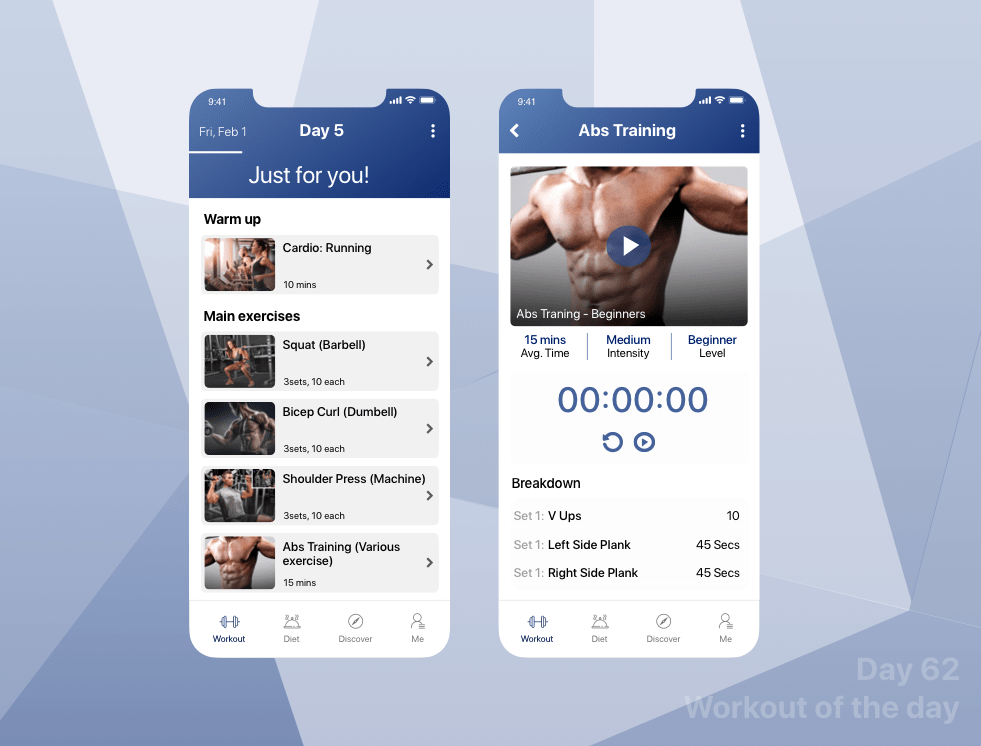 9:41
Fri, Feb 1
Day 5
Just for you!
Warm up
Cardio: Running
10 mins
Main exercises
Squat (Barbell)
3sets, 10 each
Bicep Curl (Dumbell)
3sets, 10 each
Shoulder Press (Machine)
3sets, 10 each
Abs Training (Various
exercise)
15 mins
Workout Diet Discover Me
9:41
Abs Training
Abs Traning - Beginners
15 mins Medium Beginner
Avg. Time Intensity Level
00:00:00
Breakdown
Set 1: V Ups 10
Set 1: Left Side Plank 45 Secs
Set 1: Right Side Plank 45 Secs
Workout Diet Discover Me
Day 62
Workout of the day